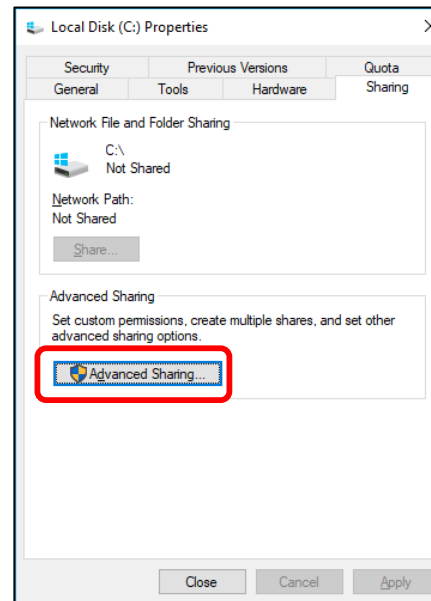 Local Disk (C:) Properties
Security Previous Versions Quota
General Tools Hardware Sharing
Network File and Folder Sharing
C:\
Not Shared
Network Path:
Not Shared
Share...
Advanced Sharing
Set custom permissions, create multiple shares, and set other
advanced sharing options.
Advanced Sharing...
Close Cancel Apply